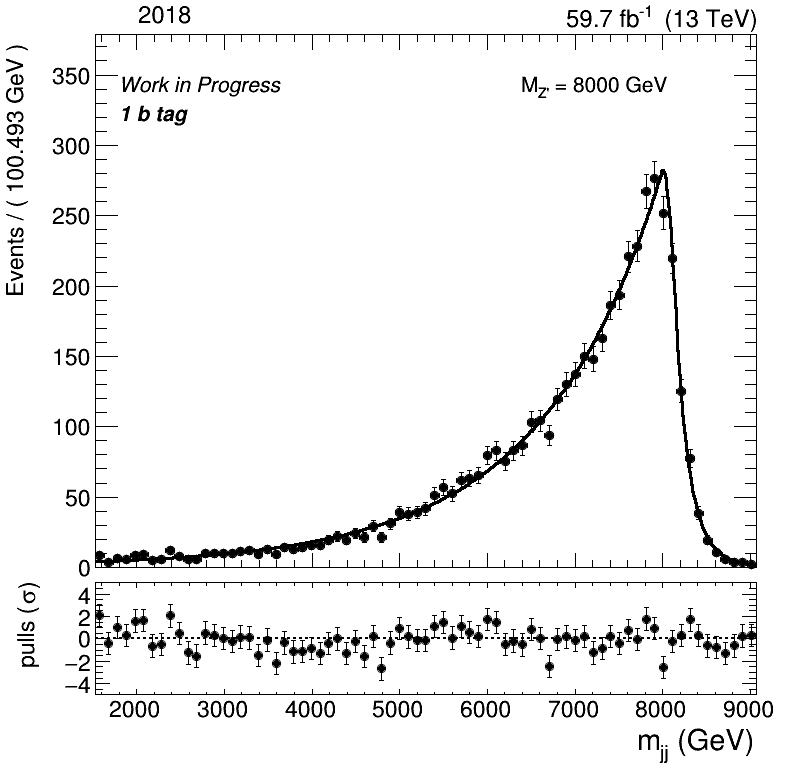 2018
59.7 fb-1 (13 TeV)
Events / ( 100.493 GeV )
350
300
250
200
150
100
50
0
Work in Progress
1 b tag
MZ' = 8000 GeV
pulls (σ)
4
2
0
−2
−4
2000 3000 4000 5000 6000 7000 8000 9000
mjj (GeV)